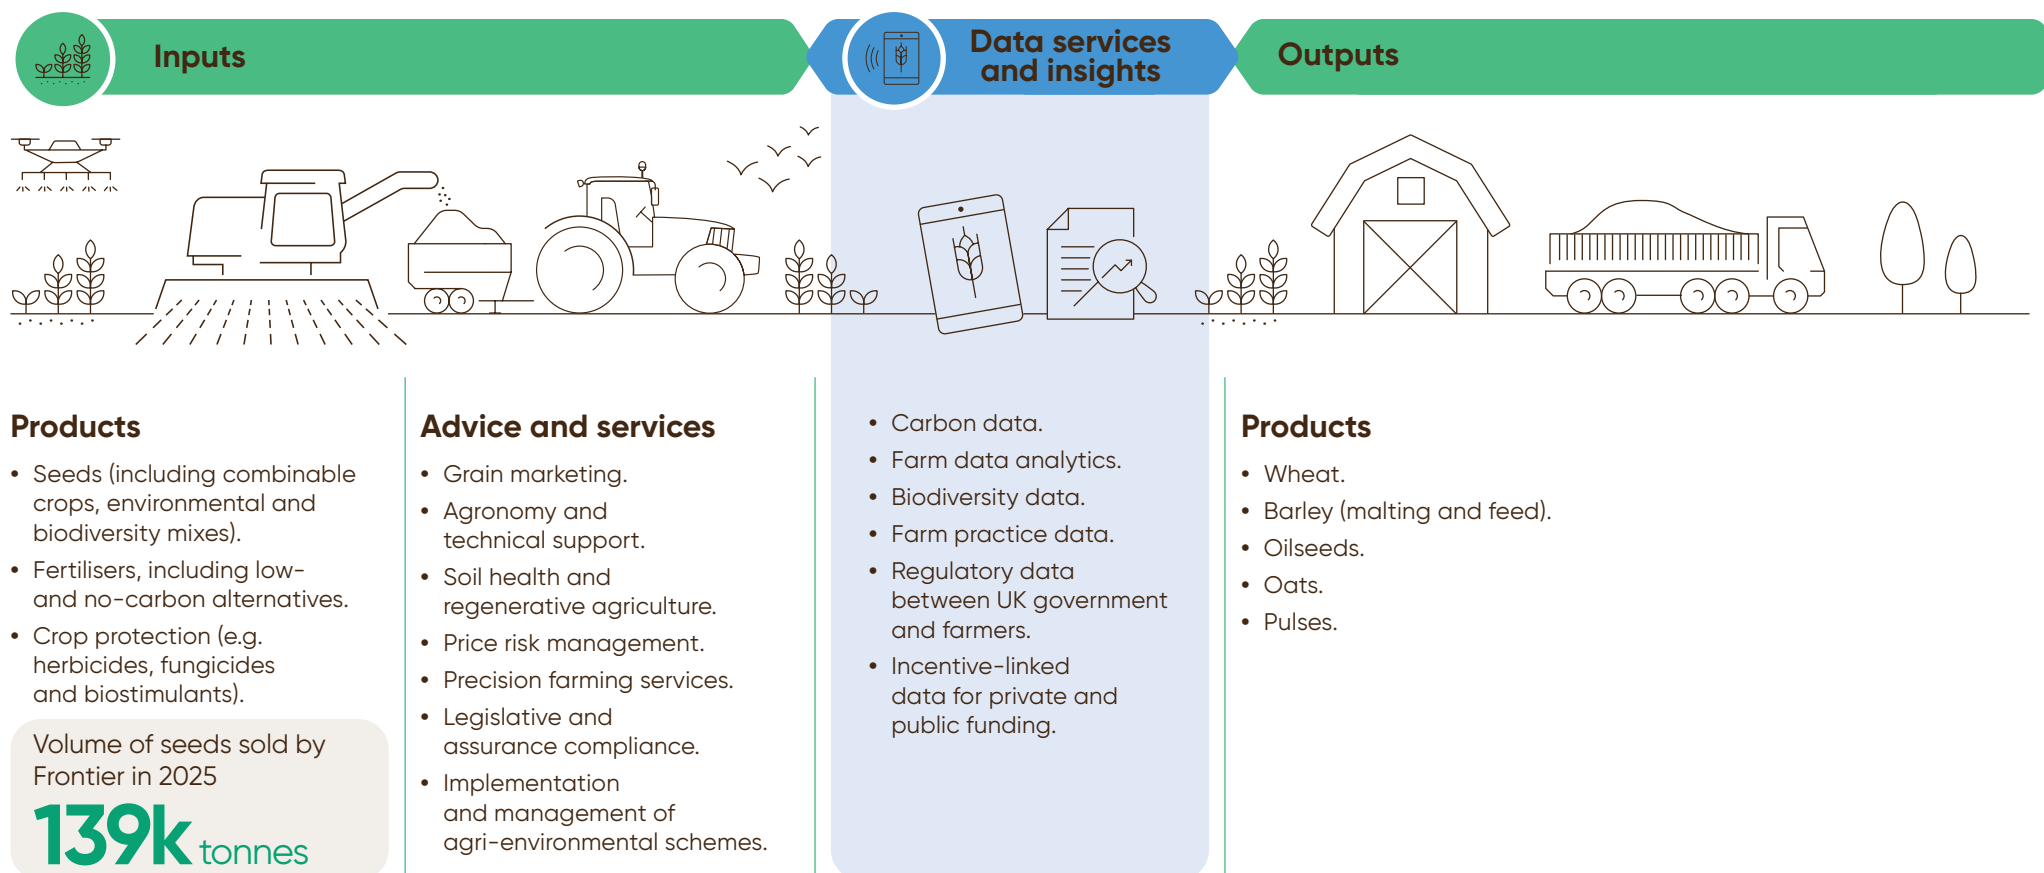 Inputs
Data services
and insights
Outputs
Products
• Seeds (including combinable
crops, environmental and
biodiversity mixes).
• Fertilisers, including low-
and no-carbon alternatives.
• Crop protection (e.g.
herbicides, fungicides
and biostimulants).
Volume of seeds sold by
Frontier in 2025
139k tonnes
Advice and services
• Grain marketing.
• Agronomy and
technical support.
• Soil health and
regenerative agriculture.
• Price risk management.
• Precision farming services.
• Legislative and
assurance compliance.
• Implementation
and management of
agri-environmental schemes.
• Carbon data.
• Farm data analytics.
• Biodiversity data.
• Farm practice data.
• Regulatory data
between UK government
and farmers.
• Incentive-linked
data for private and
public funding.
Products
• Wheat.
• Barley (malting and feed).
• Oilseeds.
• Oats.
• Pulses.